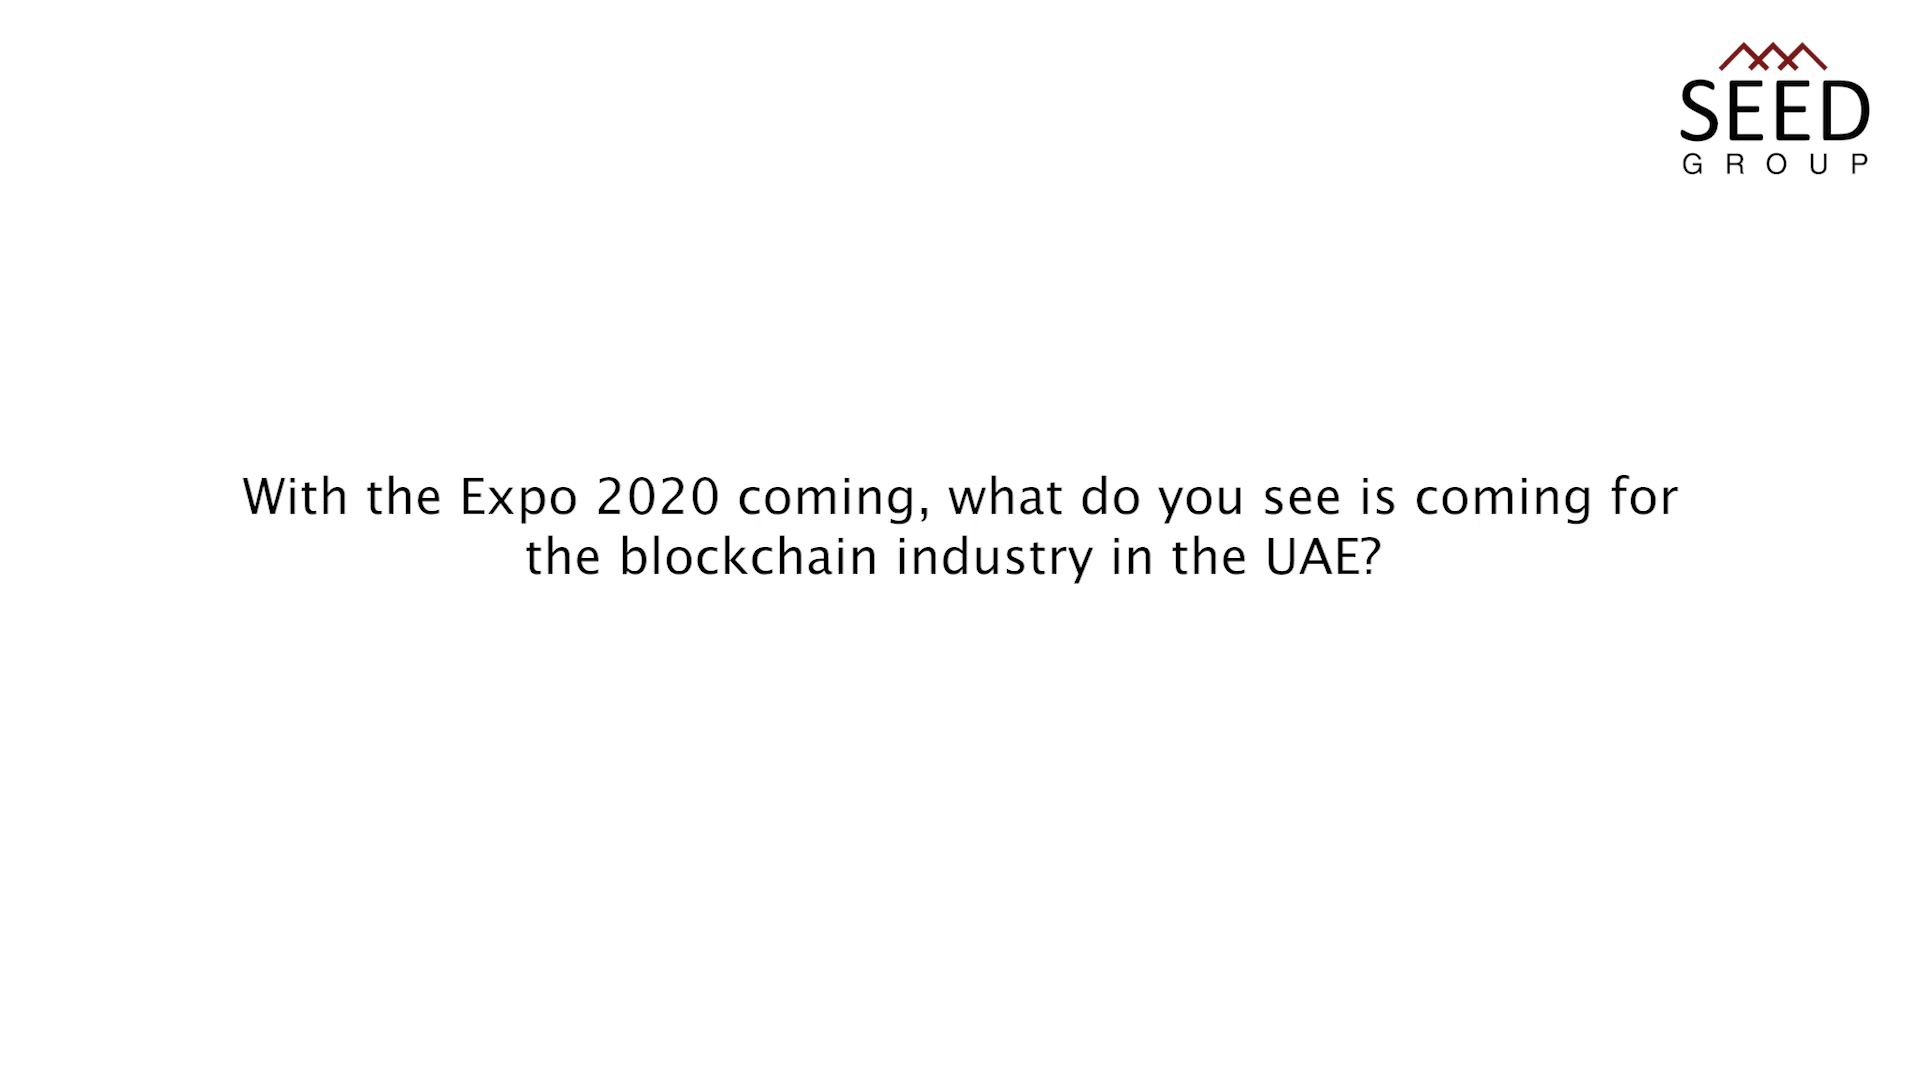 SEED
GROUP
With the Expo 2020 coming, what do you see is coming for
the blockchain industry in the UAE?